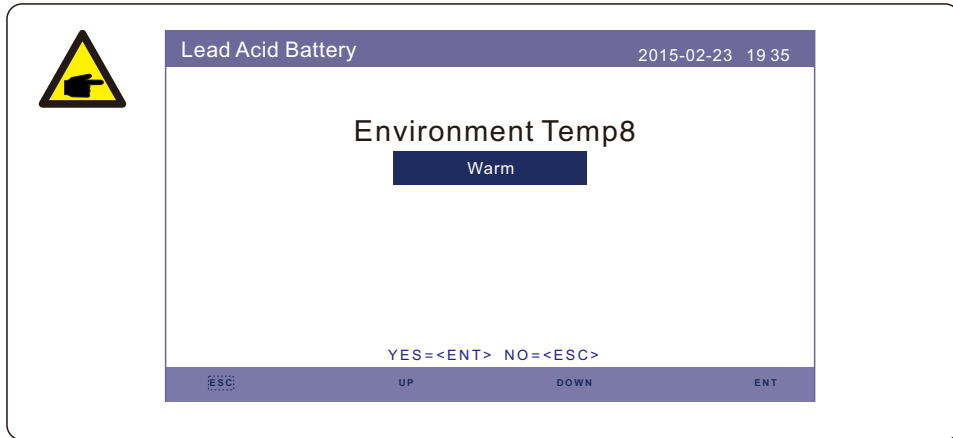 Lead Acid Battery 2015-02-23 19 35
Environment Temp8
Warm
YES=<ENT> NO=<ESC>
ESC UP DOWN ENT